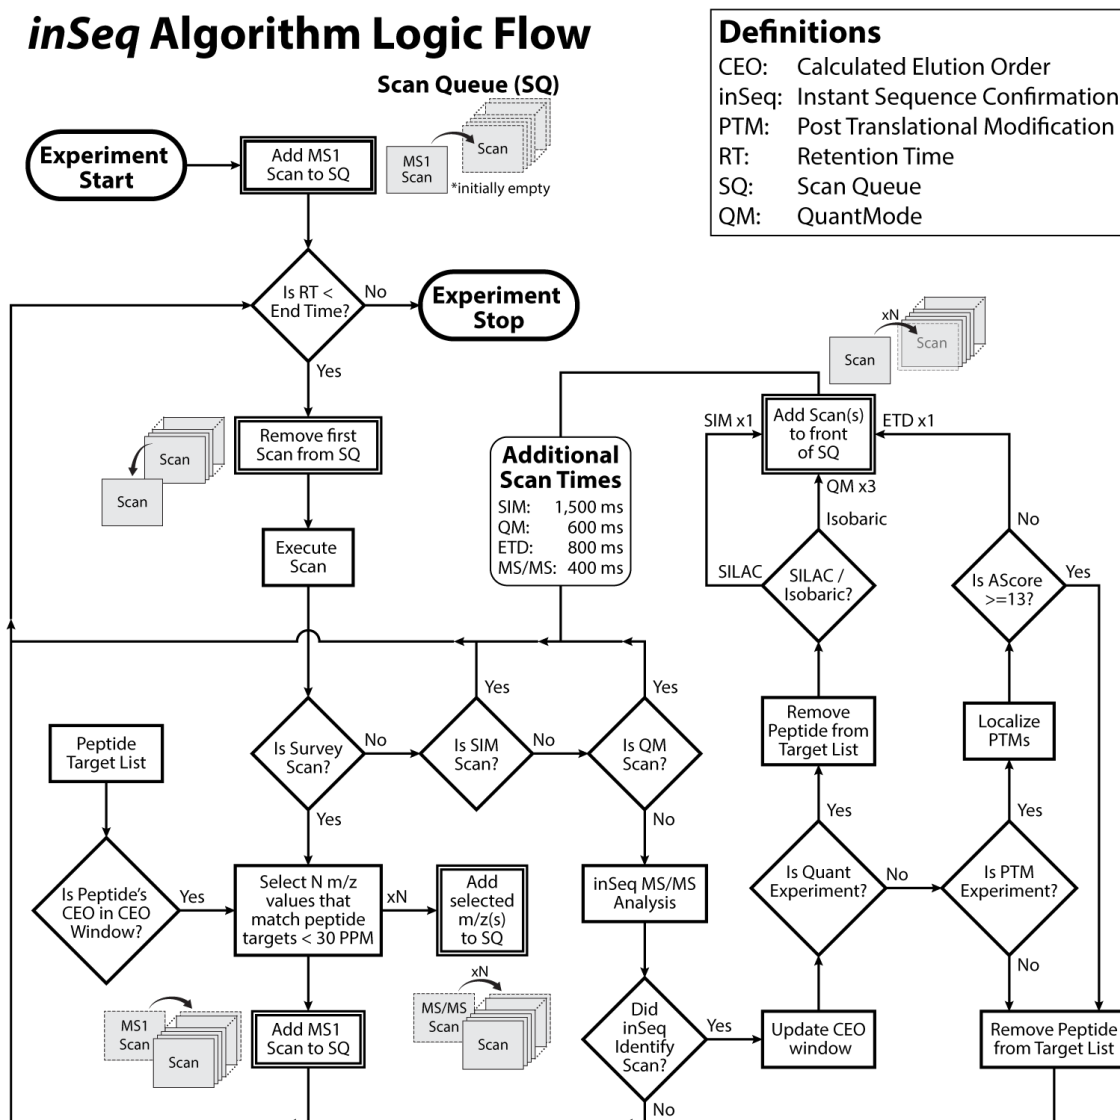 inSeq Algorithm Logic Flow
Scan Queue (SQ)
Experiment
Start
Add MS1
Scan to SQ
MS1
Scan
Scan
*initially empty
Definitions
CEO: Calculated Elution Order
inSeq: Instant Sequence Confirmation
PTM: Post Translational Modification
RT: Retention Time
SQ: Scan Queue
QM: QuantMode
Is RT <
End Time?
No
Experiment
Stop
Yes
Remove first
Scan from SQ
Scan
Scan
Execute
Scan
Additional
Scan Times
SIM: 1,500 ms
QM: 600 ms
ETD: 800 ms
MS/MS: 400 ms
xN
Scan
Scan
SIM x1
Add Scan(s)
to front
of SQ
ETD x1
QM x3
Isobaric
SILAC
SILAC /
Isobaric?
No
Is AScore
>=13?
Yes
Remove
Peptide from
Target List
Localize
PTMs
Yes
Yes
Is Quant
Experiment?
No
Is PTM
Experiment?
No
Peptide
Target List
Is Survey
Scan?
No
Yes
Is SIM
Scan?
No
Yes
Is QM
Scan?
Yes
No
Is Peptide's
CEO in CEO
Window?
Yes
Select N m/z
values that
match peptide
targets < 30 PPM
xN
Add
selected
m/z(s)
to SQ
inSeq MS/MS
Analysis
MS1
Scan
Scan
Add MS1
Scan to SQ
xN
MS/MS
Scan
Scan
Did
inSeq
Identify
Scan?
Yes
No
Update CEO
window
Remove Peptide
from Target List